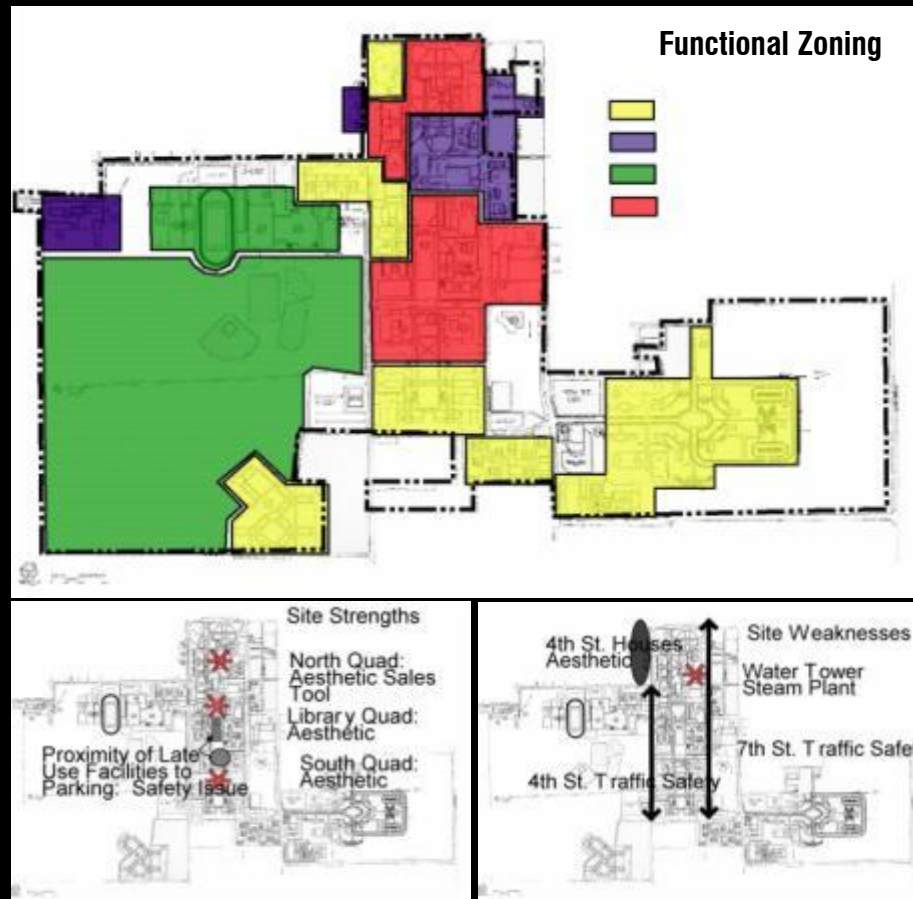 Functional Zoning
Site Strengths
North Quad:
Aesthetic Sales
Tool
Library Quad:
Aesthetic
Proximity of Late
Use Facilities to
Parking: Safety Issue
South Quad:
Aesthetic
4th St. Houses
Aesthetic
Site Weaknesses
Water Tower
Steam Plant
7th St. Traffic Safe
4th St. Traffic Safety